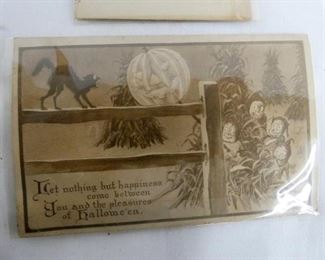 Let nothing but happiness
come between
You and the pleasures
of Hallowe'en.